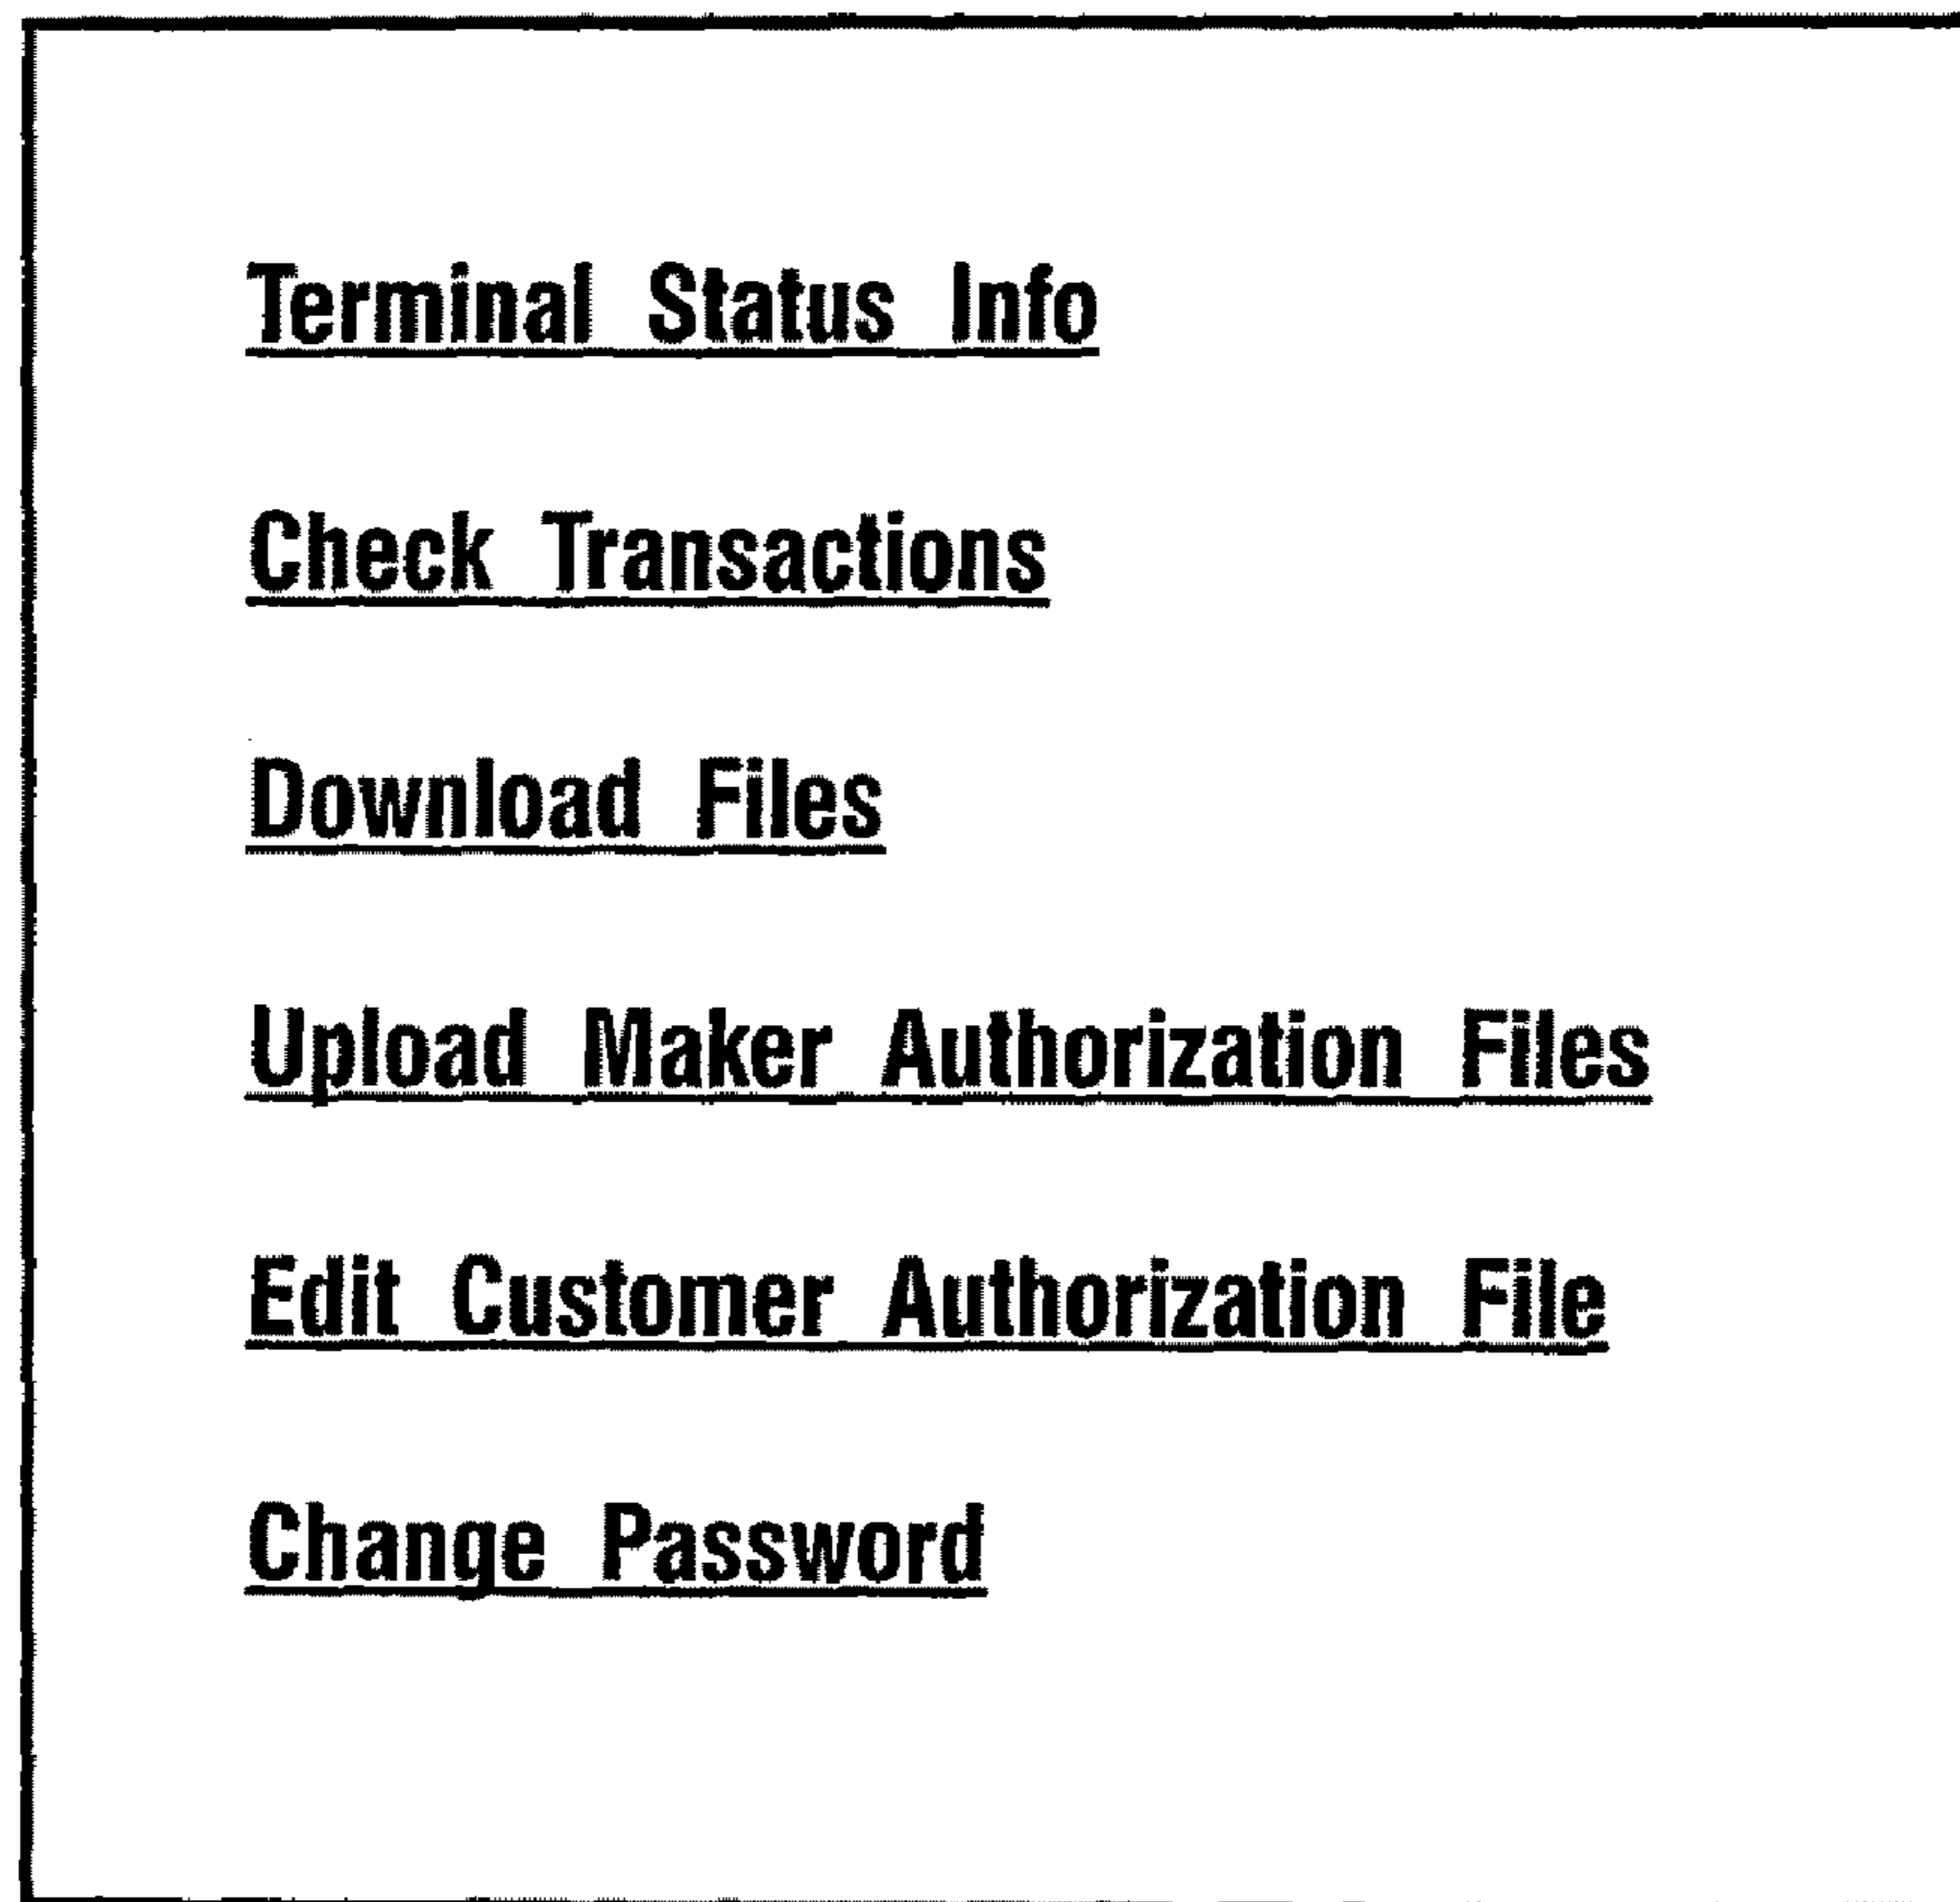 Terminal Status Info
Check Transactions
Download Files
Upload Maker Authorization Files
Edit Customer Authorization File
Change Password